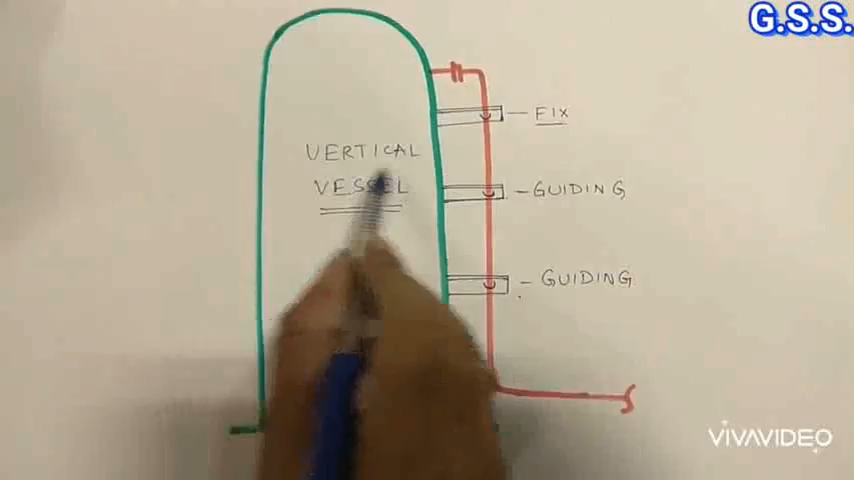 G.S.S.
FIX
VERTICAL
VESSEL
- GUIDING
- GUIDING
VIVAVIDEO